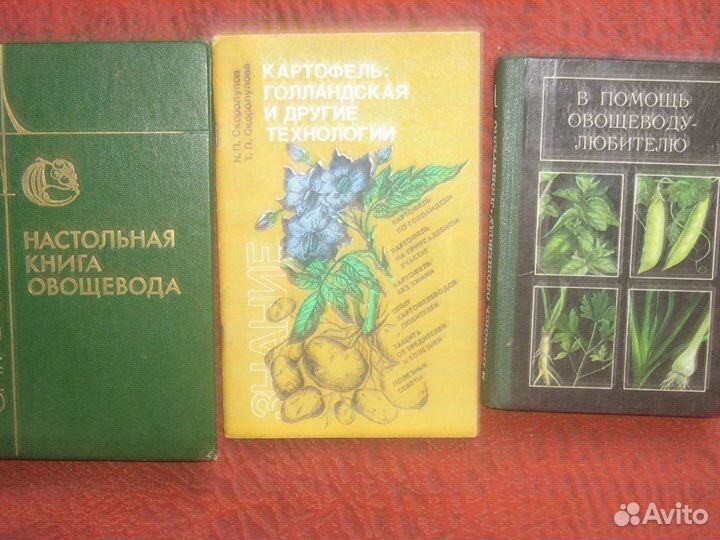 НАСТОЛЬНАЯ
КНИГА
ОВОЩЕВОДА
Н. П. Скоролупов
Т. П. Скоролупова
КАРТОФЕЛЬ:
ГОЛЛАНДСКАЯ
И ДРУГИЕ
ТЕХНОЛОГИИ
КАРТОФЕЛЬ
ПО-ГОЛЛАНДСКИ
КАРТОФЕЛЬ
НА ПРИУСАДЕБНОМ
УЧАСТКЕ
КАРТОФЕЛЬ
БЕЗ ХИМИИ
ОПЫТ
КАРТОФЕЛЕВОДОВ
-ЛЮБИТЕЛЕЙ
ЗАЩИТА
ОТ ВРЕДИТЕЛЕЙ
И БОЛЕЗНЕЙ
ПОЛЕЗНЫЕ
СОВЕТЫ
ЗНАНИЕ
В ПОМОЩЬ ОВОЩЕВОДУ-ЛЮБИТЕЛЮ
В ПОМОЩЬ
ОВОЩЕВОДУ-
ЛЮБИТЕЛЮ
Avito